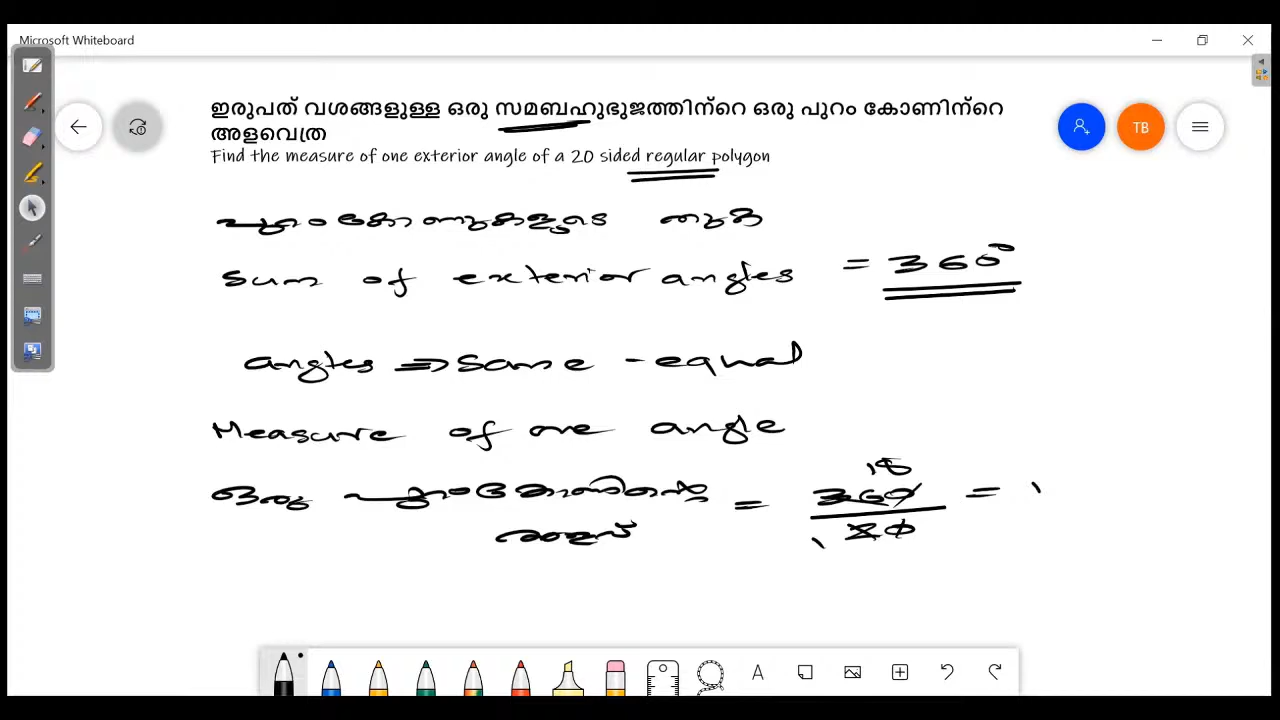 Microsoft Whiteboard
ഇരുപത് വശങ്ങളുള്ള ഒരു സമബഹുഭുജത്തിന്റെ ഒരു പുറം കോണിന്റെ
അളവെത്ര
TB
Find the measure of one exterior angle of a 20 sided regular polygon
പുറംകോണുകളുടെ തുക
Sum of exterior angles = 360°
angles ⇒ Same - equal
Measure of one angle
18
ഒരു പുറംകോണിന്റെ = 360 =
അളവ്
1 20
A